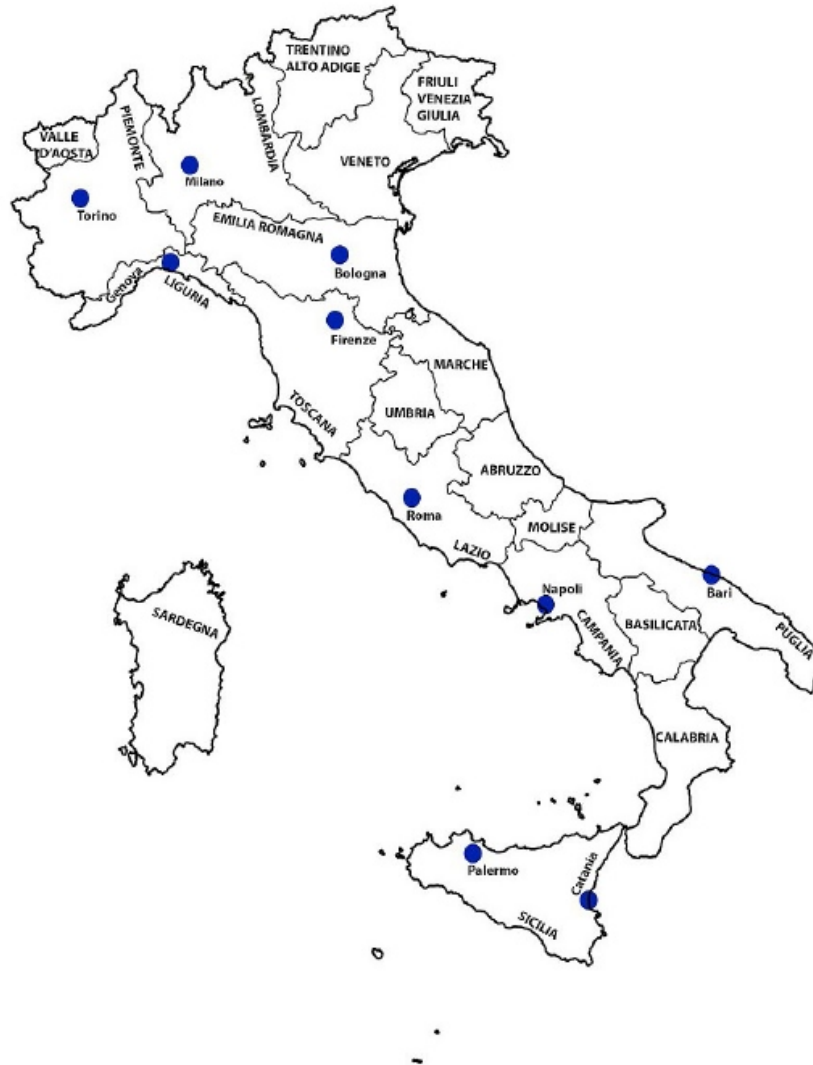 TRENTINO
ALTO ADIGE
FRIULI
VENEZIA
GIULIA
LOMBARDIA
PIEMONTE
VALLE
D'AOSTA
VENETO
Milano
Torino
EMILIA ROMAGNA
Bologna
Genova
LIGURIA
Firenze
MARCHE
TOSCANA
UMBRIA
ABRUZZO
Roma
MOLISE
LAZIO
Napoli
Bari
SARDEGNA
CAMPANIA
BASILICATA
PUGLIA
CALABRIA
Palermo
Catania
SICILIA